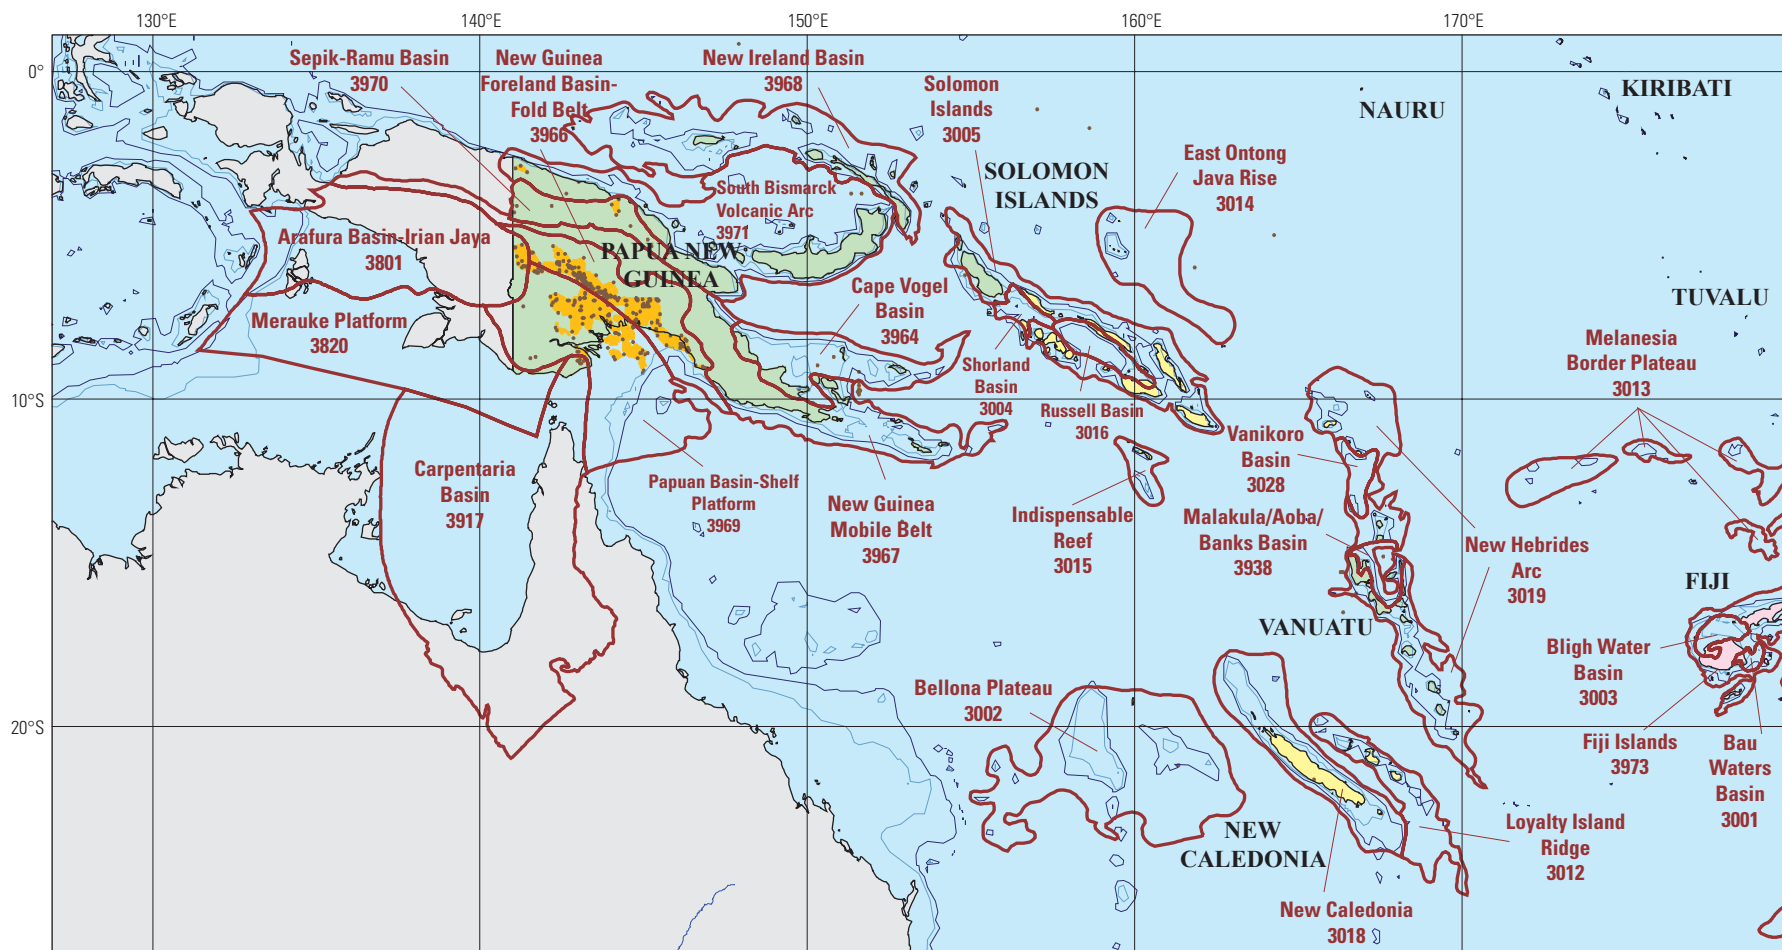 130°E
140°E
150°E
160°E
170°E
0°
10°S
20°S
Sepik-Ramu Basin
3970
New Guinea
Foreland Basin-
Fold Belt
3966
New Ireland Basin
3968
Solomon
Islands
3005
NAURU
KIRIBATI
SOLOMON
ISLANDS
East Ontong
Java Rise
3014
South Bismarck
Volcanic Arc
3971
Arafura Basin-Irian Jaya
3801
PAPUA NEW
GUINEA
Cape Vogel
Basin
3964
TUVALU
Merauke Platform
3820
Melanesia
Border Plateau
3013
Shorland
Basin
3004
Russell Basin
3016
Vanikoro
Basin
3028
Carpentaria
Basin
3917
Papuan Basin-Shelf
Platform
3969
New Guinea
Mobile Belt
3967
Indispensable
Reef
3015
Malakula/Aoba/
Banks Basin
3938
New Hebrides
Arc
3019
FIJI
VANUATU
Bligh Water
Basin
3003
Bellona Plateau
3002
Fiji Islands
3973
Bau
Waters
Basin
3001
NEW
CALEDONIA
Loyalty Island
Ridge
3012
New Caledonia
3018